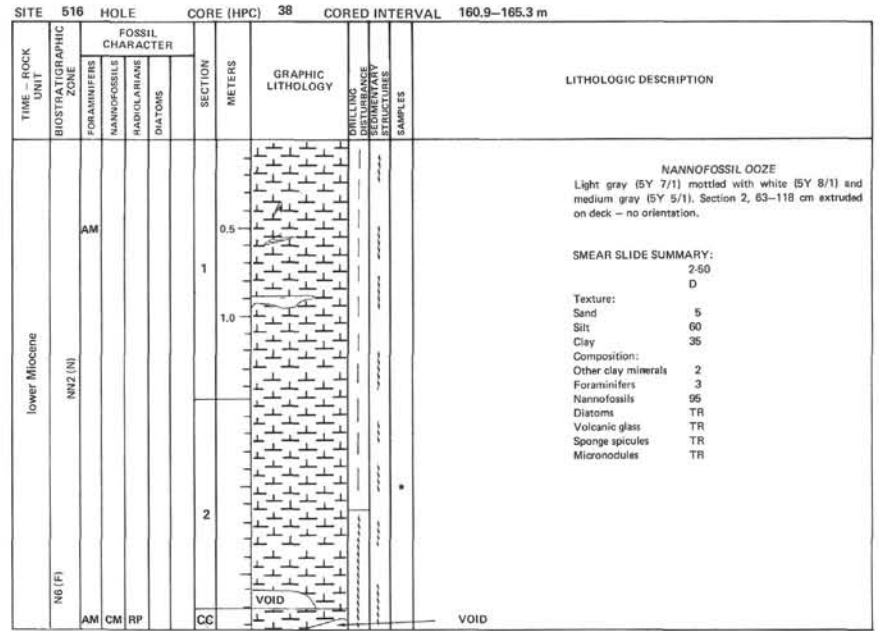 SITE 516 HOLE CORE (HPC) 38 CORED INTERVAL 160.9–165.3 m
TIME – ROCK UNIT
BIOSTRATIGRAPHIC ZONE
FOSSIL CHARACTER
FORAMINIFERS
NANNOFOSSILS
RADIOLARIANS
DIATOMS
SECTION
METERS
GRAPHIC LITHOLOGY
DRILLING DISTURBANCE
SEDIMENTARY STRUCTURES
SAMPLES
LITHOLOGIC DESCRIPTION
lower Miocene
NN2 (N)
N6 (F)
AM
AM CM RP
1
2
CC
0.5
1.0
VOID
*
VOID
NANNOFOSSIL OOZE
Light gray (5Y 7/1) mottled with white (5Y 8/1) and
medium gray (5Y 5/1). Section 2, 63–118 cm extruded
on deck – no orientation.
SMEAR SLIDE SUMMARY:
2-50
D
Texture:
Sand 5
Silt 60
Clay 35
Composition:
Other clay minerals 2
Foraminifers 3
Nannofossils 95
Diatoms TR
Volcanic glass TR
Sponge spicules TR
Micronodules TR